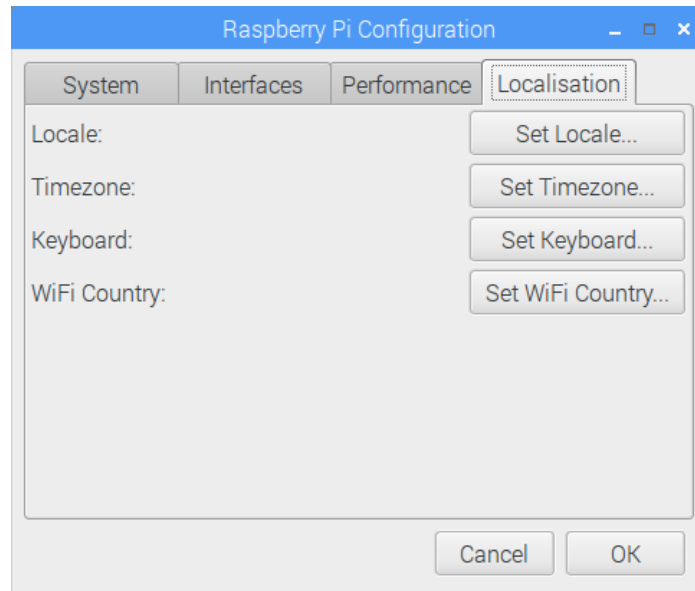 Raspberry Pi Configuration
System Interfaces Performance Localisation
Locale: Set Locale...
Timezone: Set Timezone...
Keyboard: Set Keyboard...
WiFi Country: Set WiFi Country...
Cancel OK